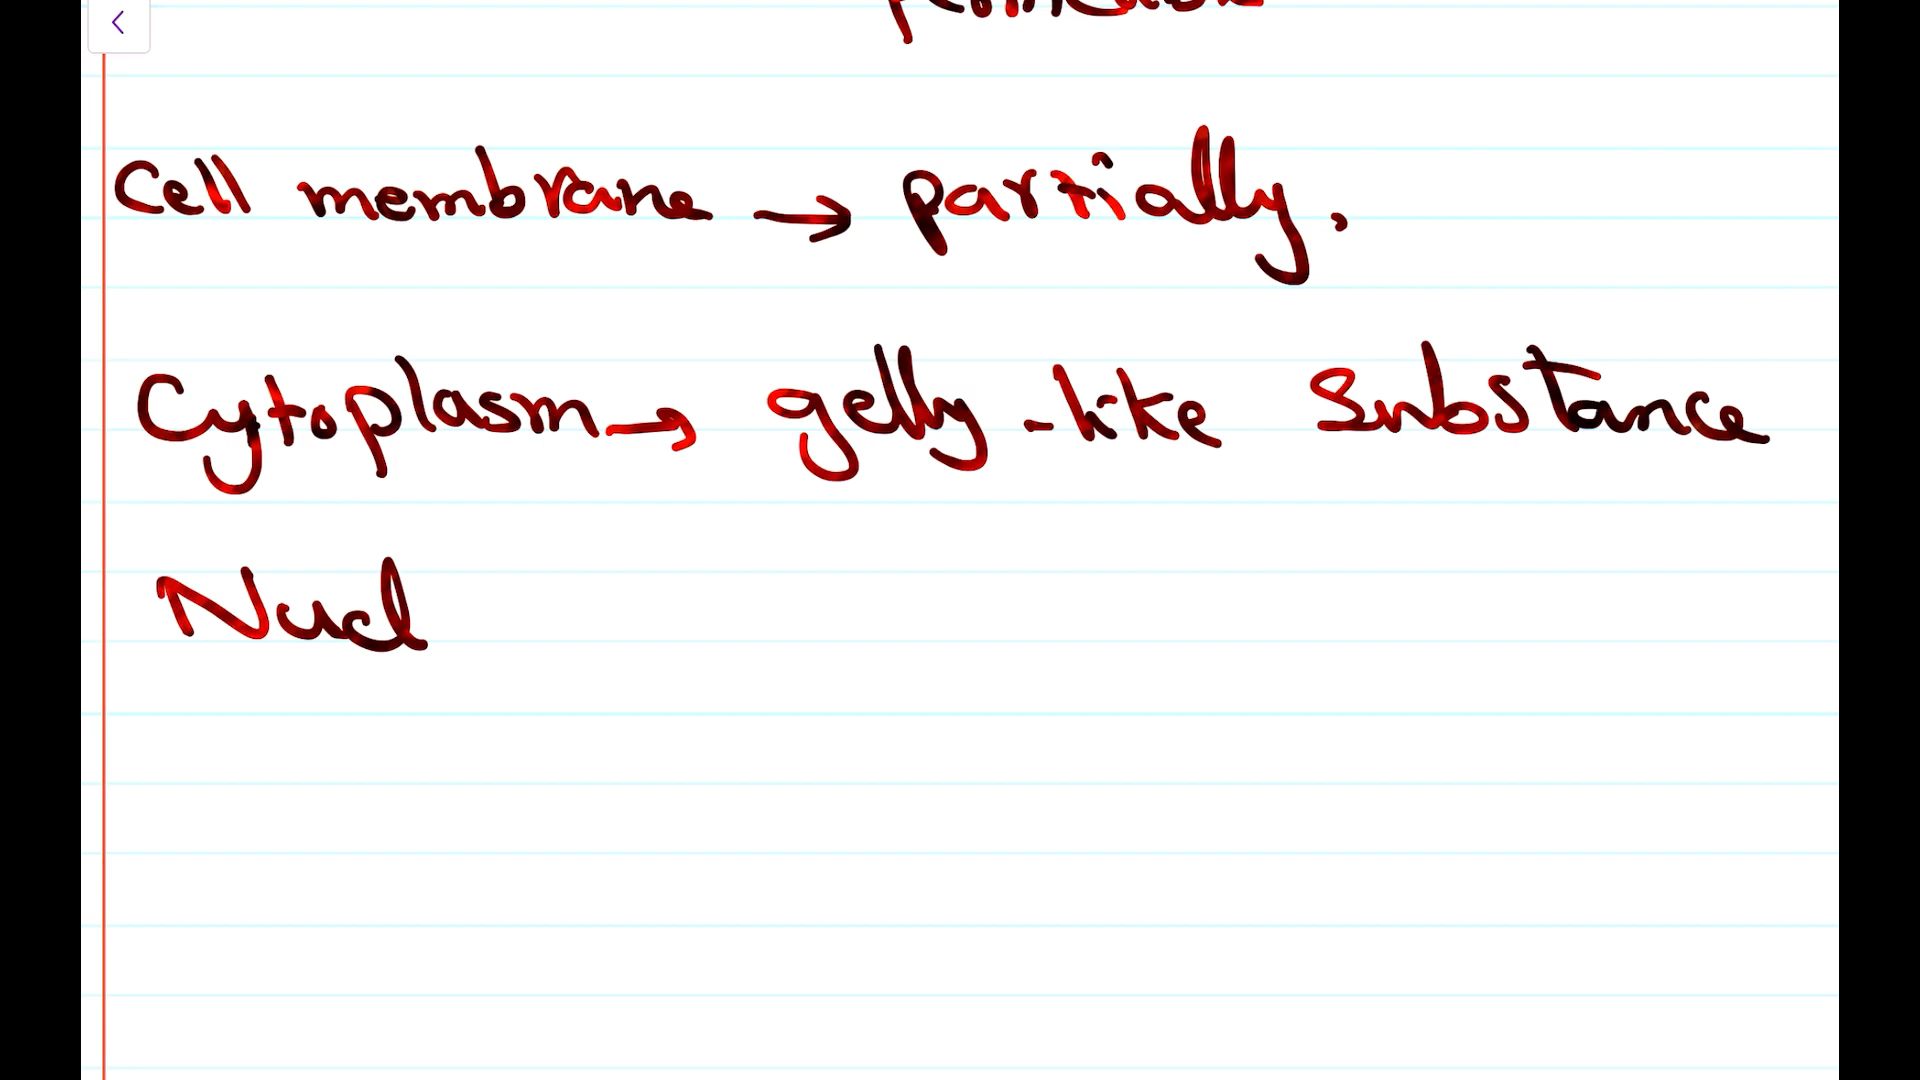 Cell membrane → partially.
Cytoplasm → gelly-like Substance
Nucl